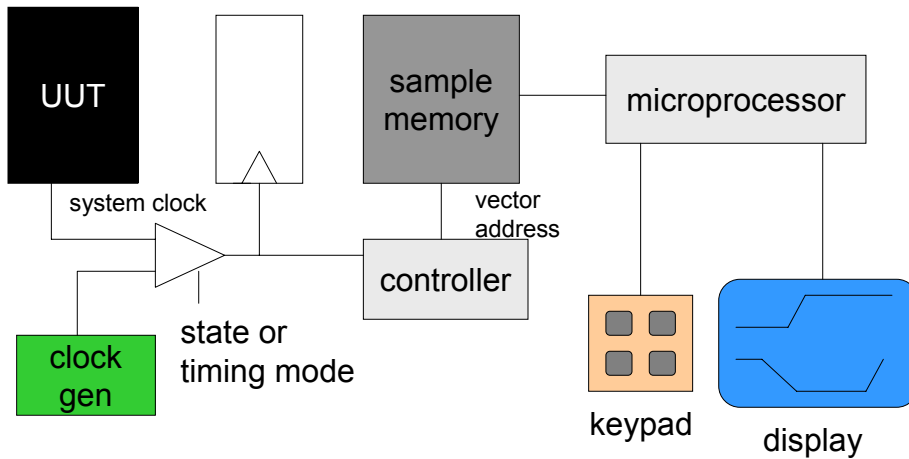 UUT
sample
memory
microprocessor
system clock
vector
address
controller
state or
timing mode
clock
gen
keypad
display